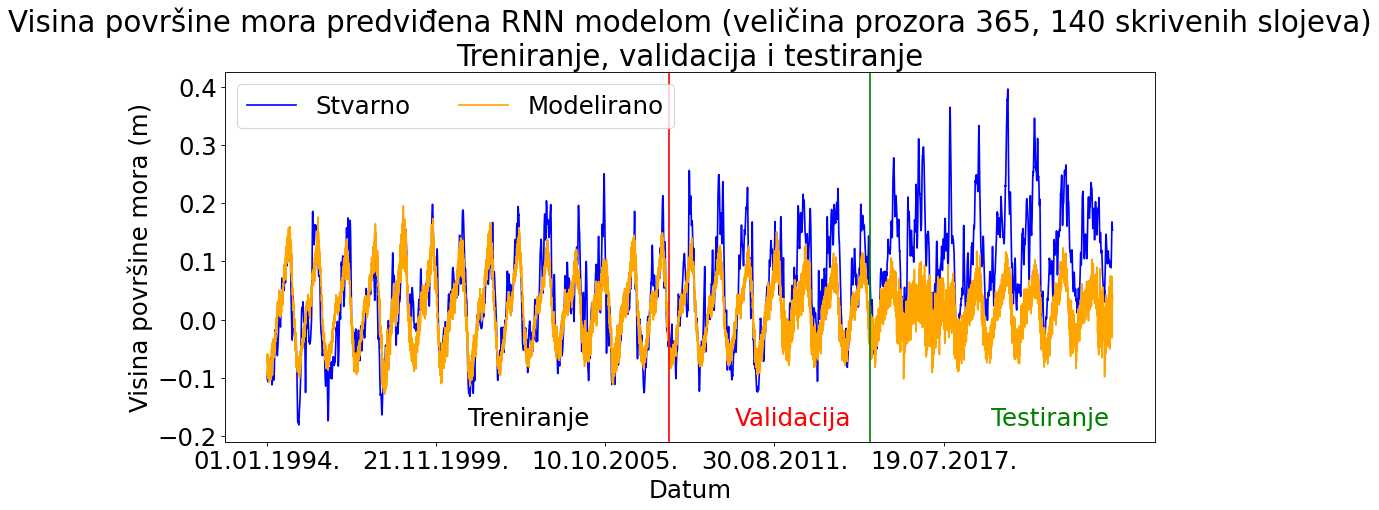 Visina površine mora predviđena RNN modelom (veličina prozora 365, 140 skrivenih slojeva)
Treniranje, validacija i testiranje
Stvarno
Modelirano
Visina površine mora (m)
0.4
0.3
0.2
0.1
0.0
−0.1
−0.2
Treniranje
Validacija
Testiranje
01.01.1994.
21.11.1999.
10.10.2005.
30.08.2011.
19.07.2017.
Datum